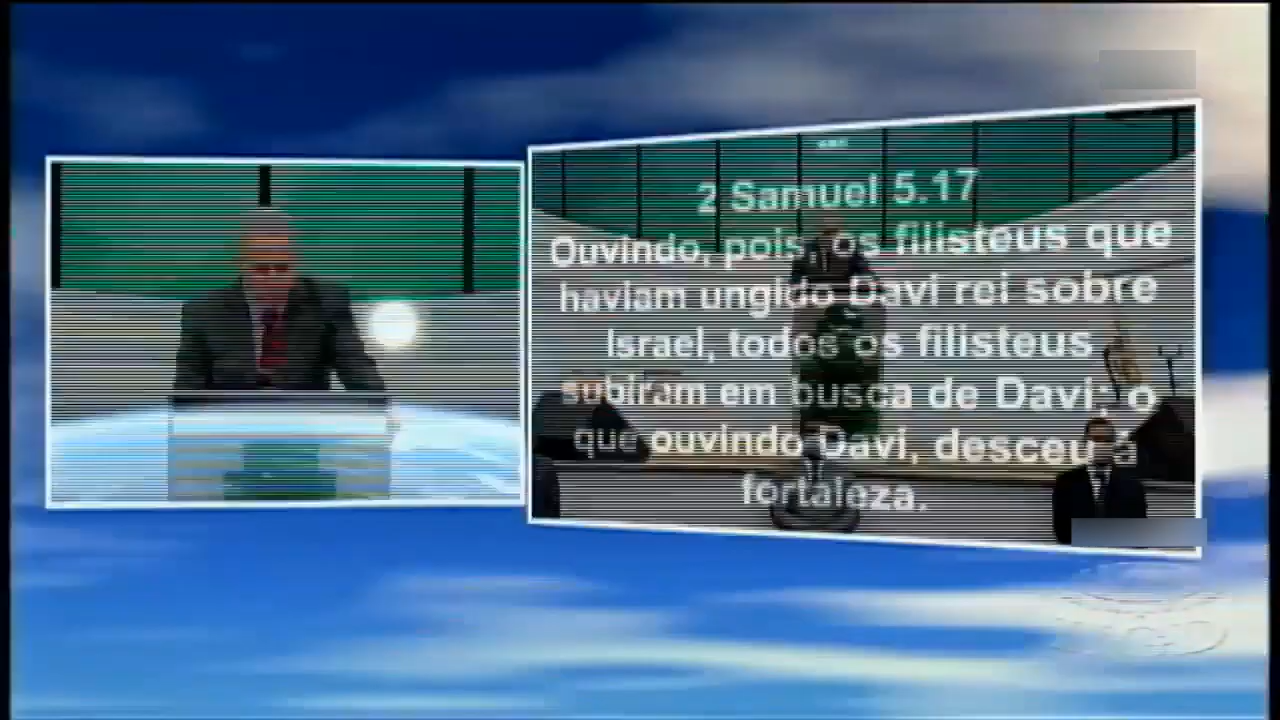 2 Samuel 5.17
Ouvindo, pois, os filisteus que
haviam ungido Davi rei sobre
Israel, todos os filisteus
subiram em busca de Davi; o
que ouvindo Davi, desceu à
fortaleza.